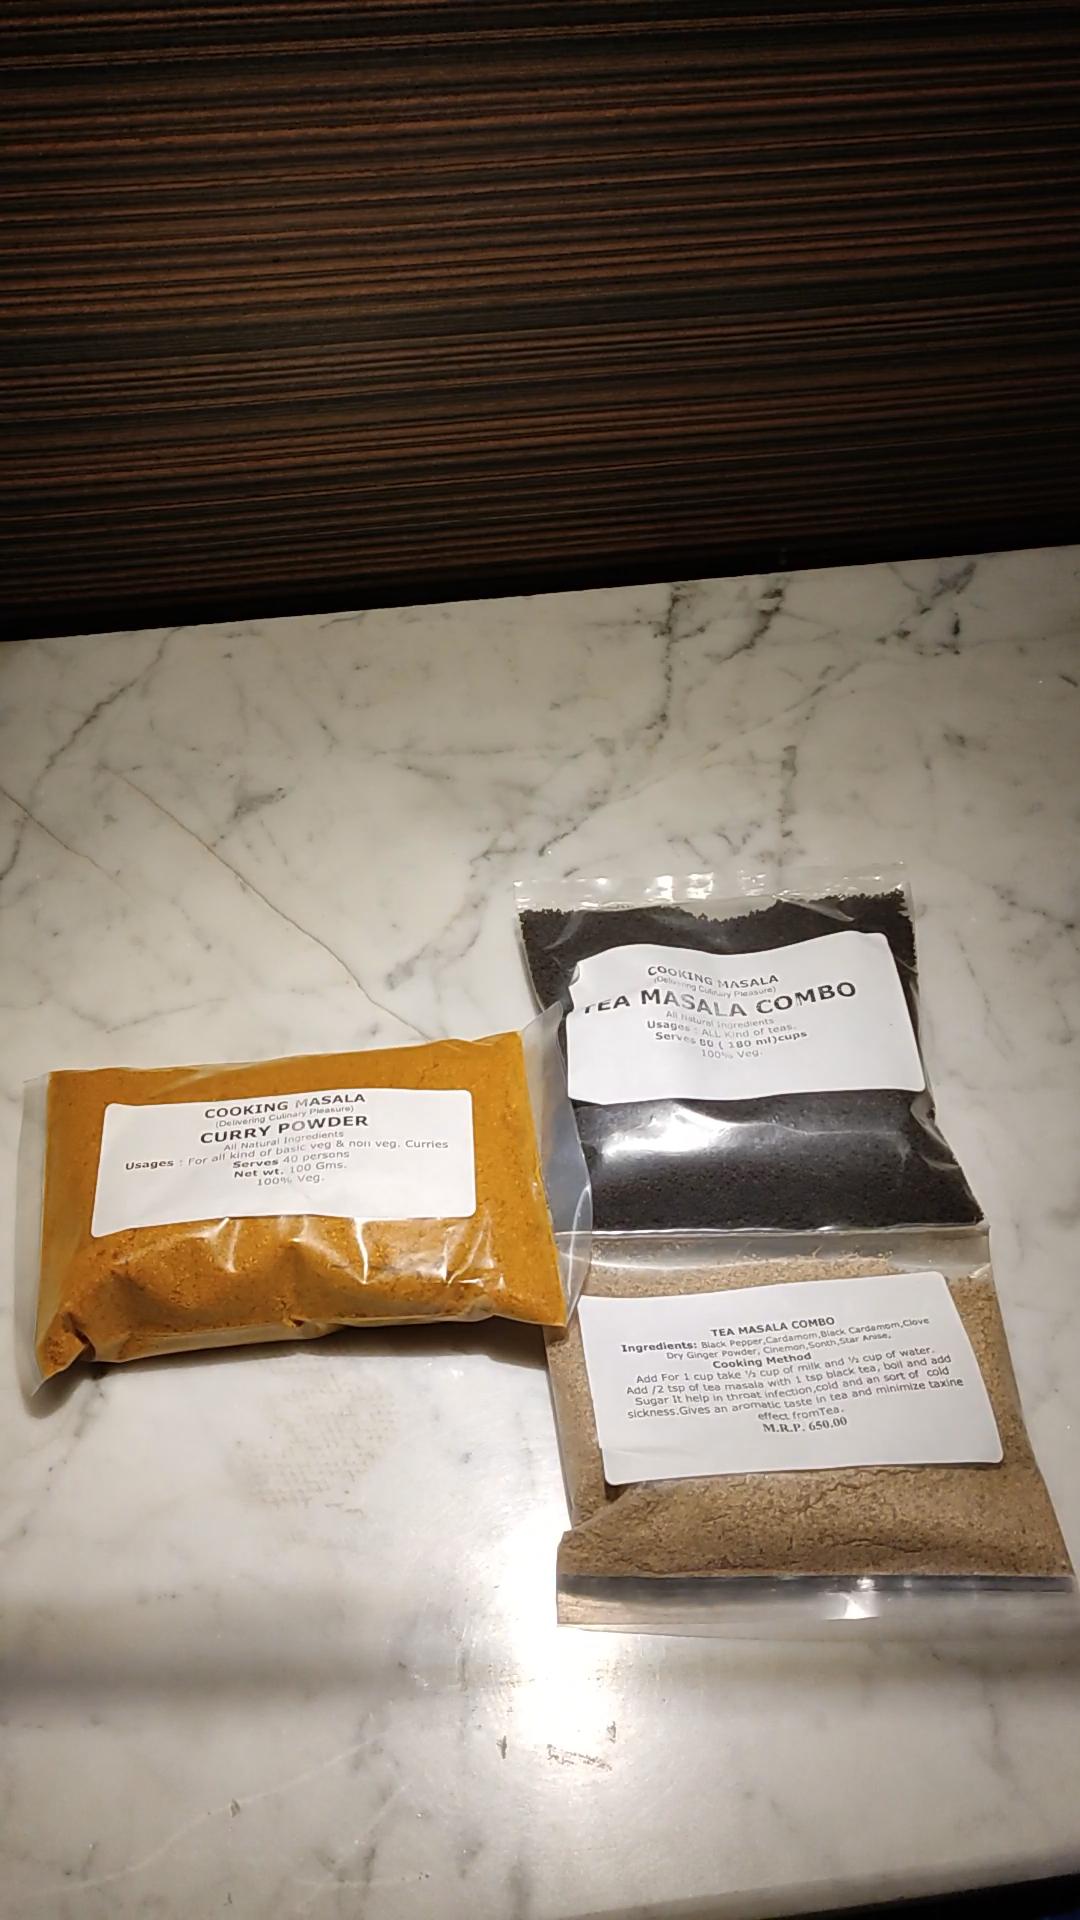 COOKING MASALA
(Delivering Culinary Pleasure)
TEA MASALA COMBO
All Natural Ingredients
Usages : ALL Kind of teas.
Serves 80 ( 180 ml)cups
100% Veg.
COOKING MASALA
(Delivering Culinary Pleasure)
CURRY POWDER
All Natural Ingredients
Usages : For all kind of basic veg & non veg. Curries
Serves 40 persons
Net wt. 100 Gms.
100% Veg.
TEA MASALA COMBO
Ingredients: Black Pepper,Cardamom,Black Cardamom,Clove
Dry Ginger Powder, Cinemon,Sonth,Star Anise,
Cooking Method
Add For 1 cup take ½ cup of milk and ½ cup of water.
Add /2 tsp of tea masala with 1 tsp black tea, boil and add
Sugar It help in throat infection,cold and an sort of cold
sickness.Gives an aromatic taste in tea and minimize taxine
effect fromTea.
M.R.P. 650.00